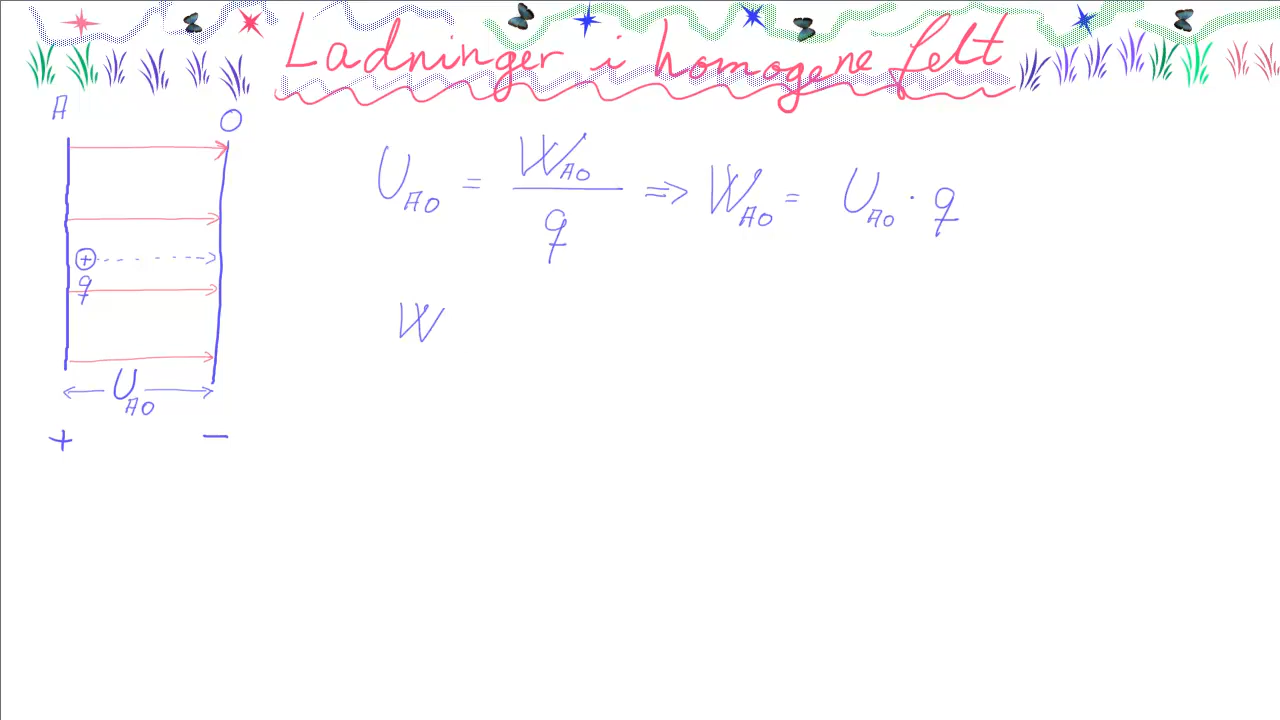 Ladninger i homogene felt
A O
U_AO = W_AO / q => W_AO = U_AO · q
+
q
W
U_AO
+ −